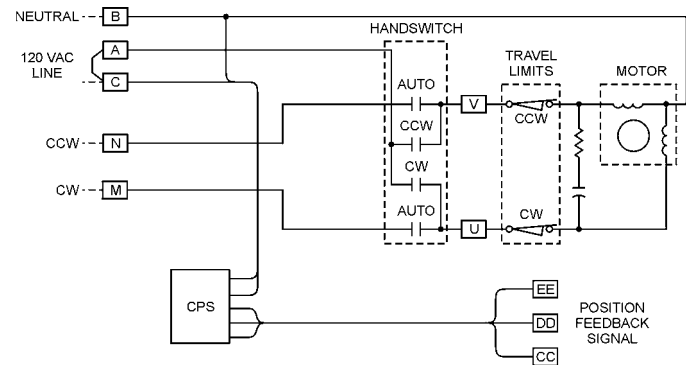 NEUTRAL
B
HANDSWITCH
A
120 VAC
LINE
C
TRAVEL
LIMITS
MOTOR
AUTO
V
CCW
CCW
N
CCW
CW
CW
M
AUTO
CW
U
CPS
EE
DD
CC
POSITION
FEEDBACK
SIGNAL